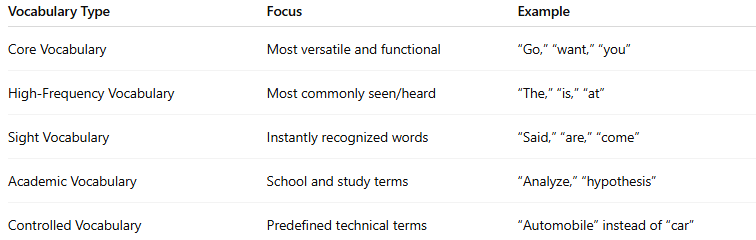 Vocabulary Type Focus Example
Core Vocabulary Most versatile and functional “Go,” “want,” “you”
High-Frequency Vocabulary Most commonly seen/heard “The,” “is,” “at”
Sight Vocabulary Instantly recognized words “Said,” “are,” “come”
Academic Vocabulary School and study terms “Analyze,” “hypothesis”
Controlled Vocabulary Predefined technical terms “Automobile” instead of “car”